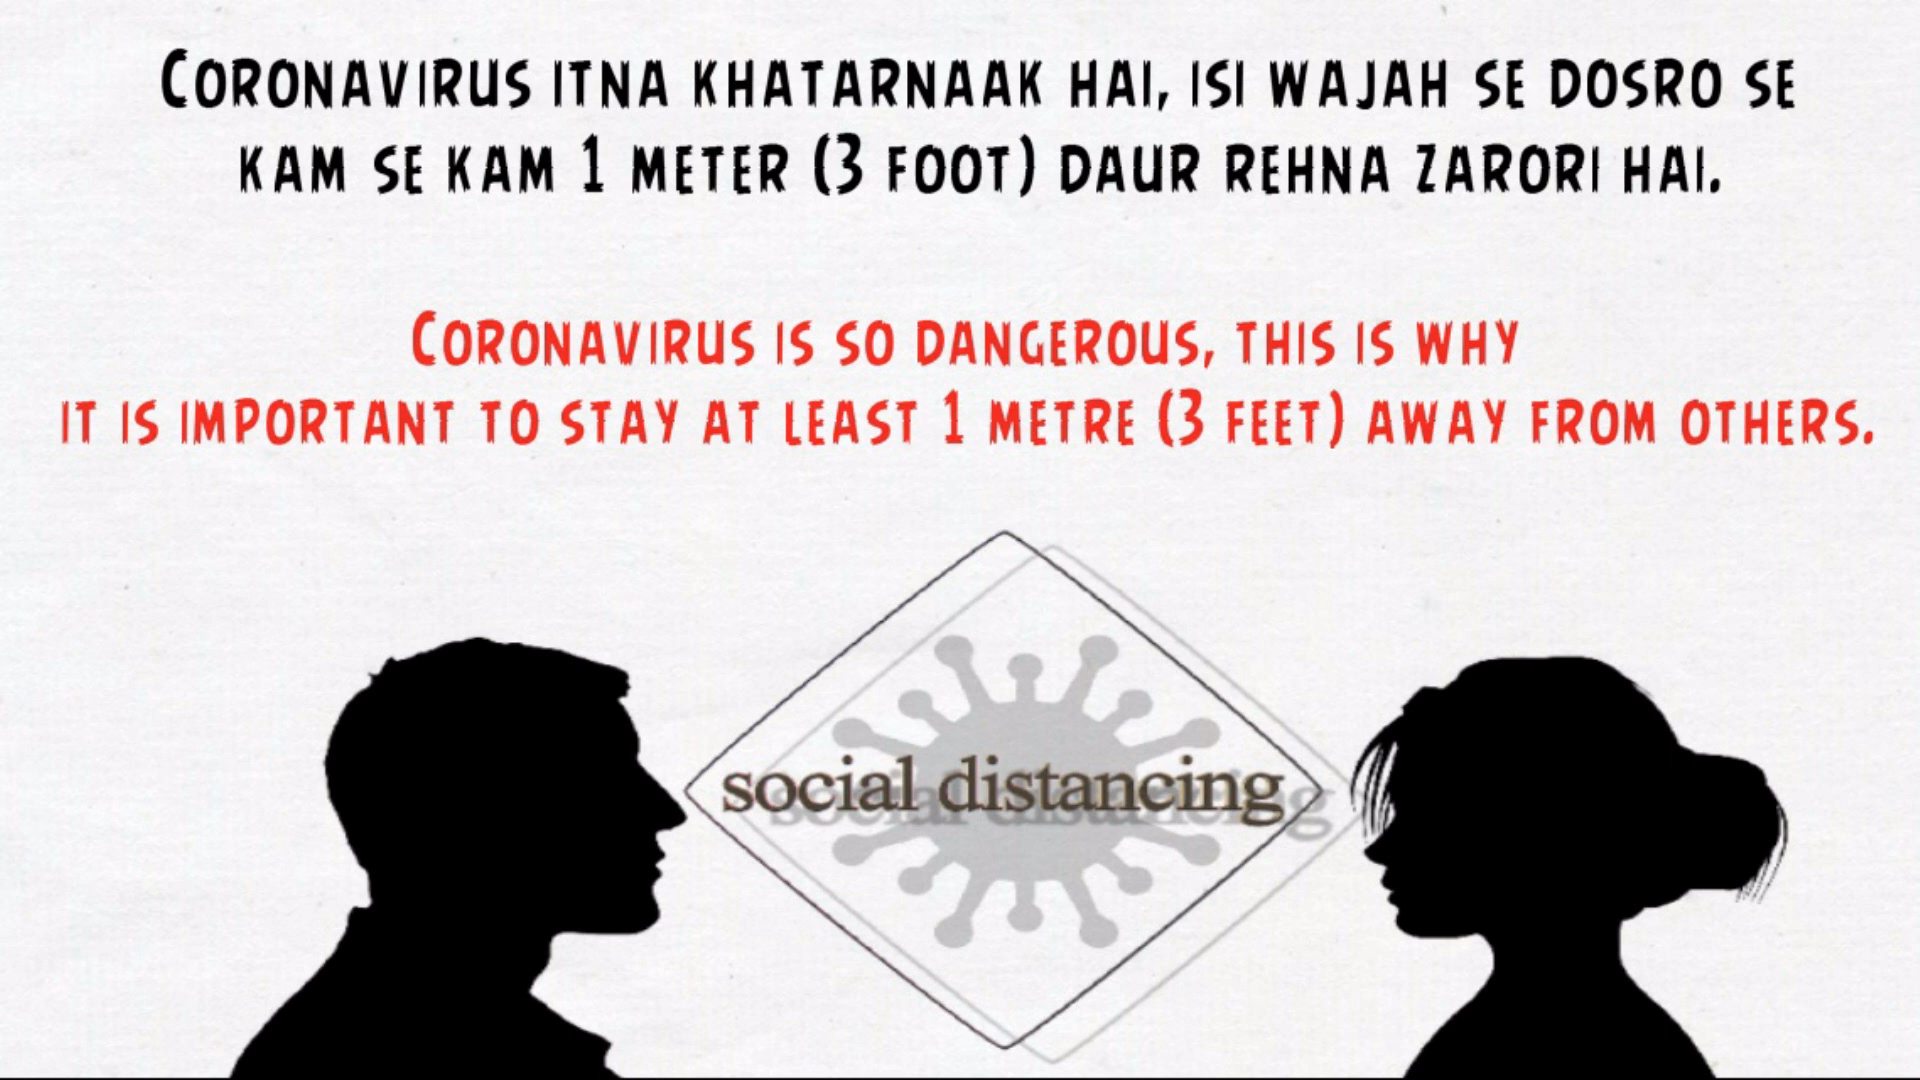 Coronavirus itna khatarnaak hai, isi wajah se dosro se
kam se kam 1 meter (3 foot) daur rehna zarori hai.
Coronavirus is so dangerous, this is why
it is important to stay at least 1 metre (3 feet) away from others.
social distancing